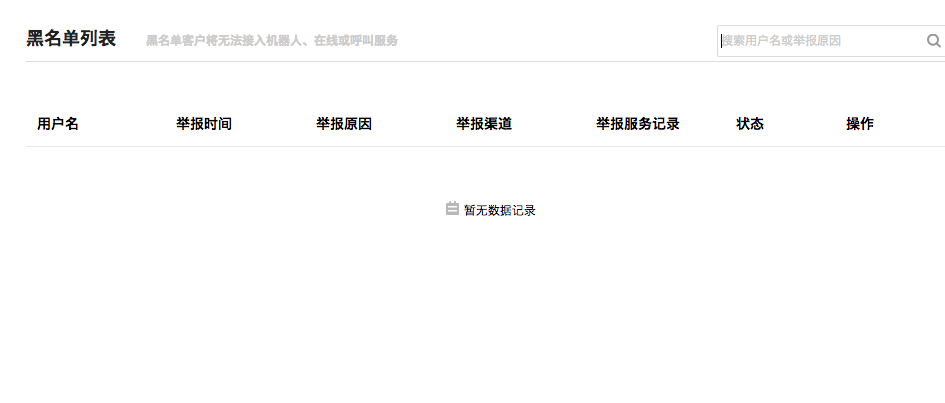 黑名单列表 黑名单客户将无法接入机器人、在线或呼叫服务 搜索用户名或举报原因
用户名 举报时间 举报原因 举报渠道 举报服务记录 状态 操作
暂无数据记录